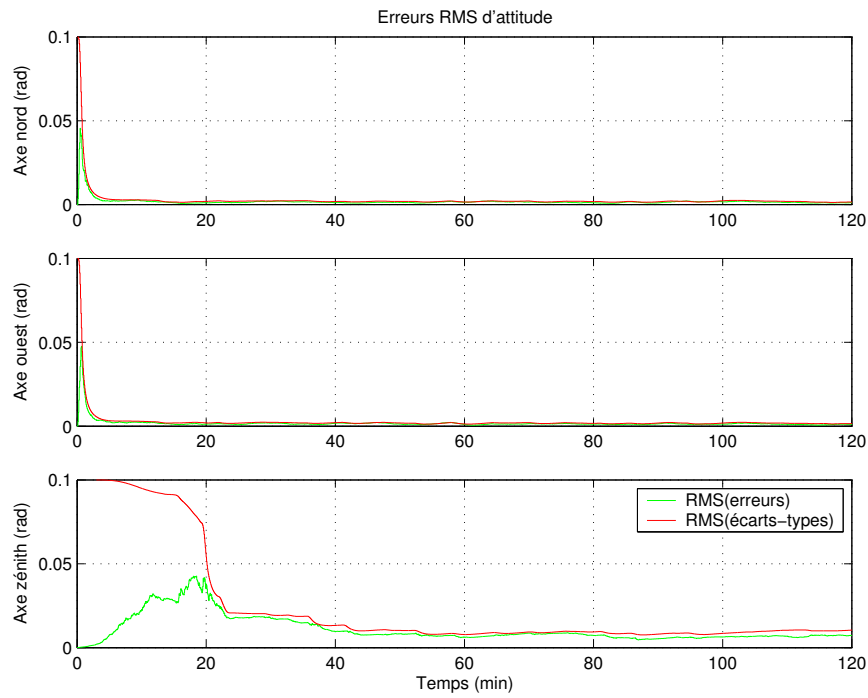 Erreurs RMS d'attitude
Axe nord (rad)
0.1
0.05
0
0 20 40 60 80 100 120
Axe ouest (rad)
0.1
0.05
0
0 20 40 60 80 100 120
Axe zénith (rad)
0.1
0.05
0
RMS(erreurs)
RMS(écarts-types)
0 20 40 60 80 100 120
Temps (min)